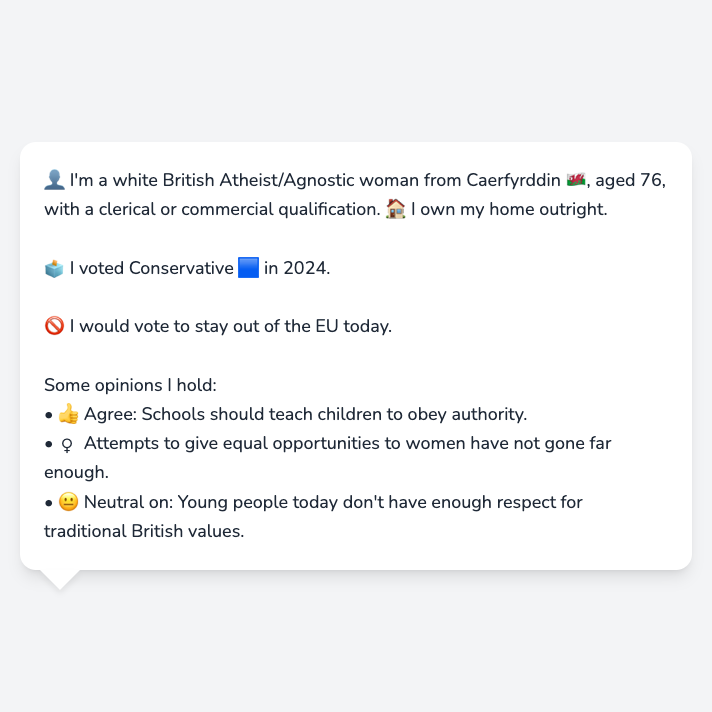 👤 I'm a white British Atheist/Agnostic woman from Caerfyrddin 🏴󠁧󠁢󠁷󠁬󠁳󠁿, aged 76,
with a clerical or commercial qualification. 🏠 I own my home outright.
🗳️ I voted Conservative 🟦 in 2024.
🚫 I would vote to stay out of the EU today.
Some opinions I hold:
• 👍 Agree: Schools should teach children to obey authority.
• ♀ Attempts to give equal opportunities to women have not gone far
enough.
• 😐 Neutral on: Young people today don't have enough respect for
traditional British values.